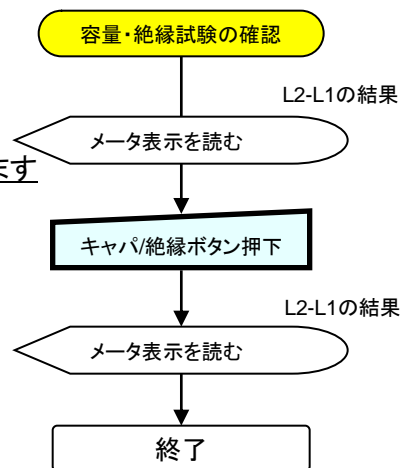 容量・絶縁試験の確認
L2-L1の結果
メータ表示を読む
ます
キャパ/絶縁ボタン押下
L2-L1の結果
メータ表示を読む
終了